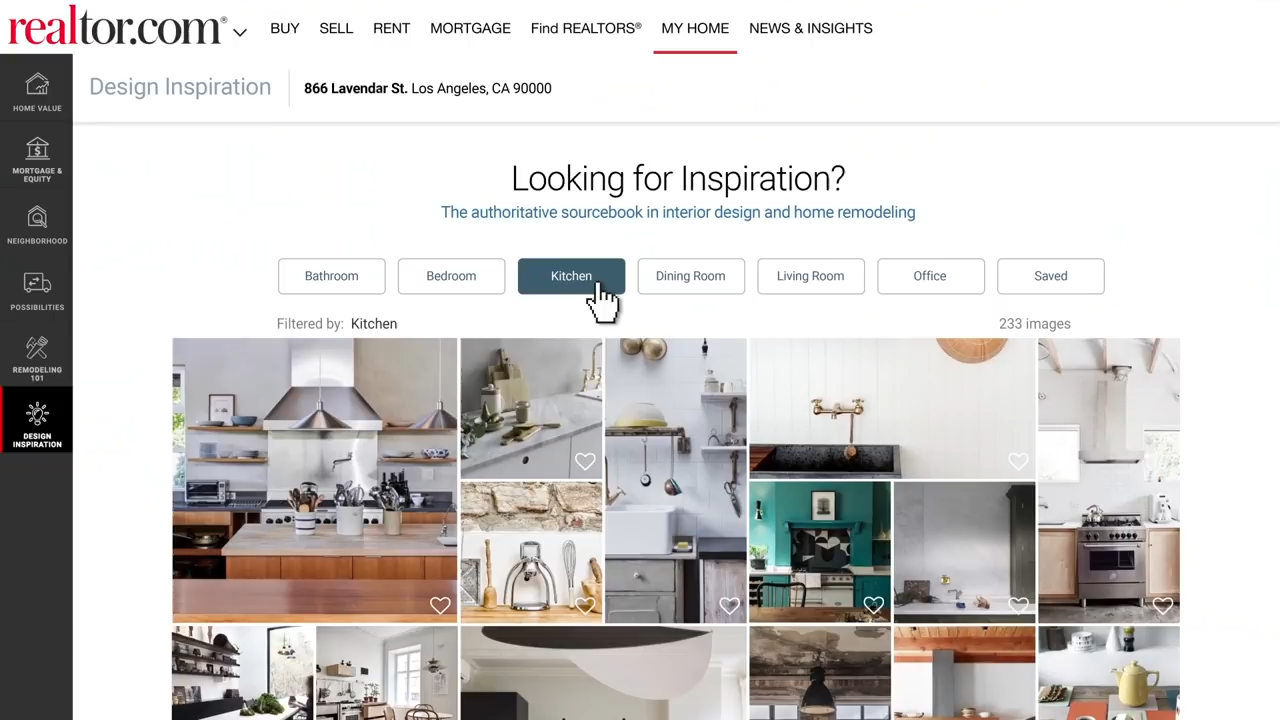 realtor.com®
BUY SELL RENT MORTGAGE Find REALTORS® MY HOME NEWS & INSIGHTS
HOME VALUE
MORTGAGE &
EQUITY
NEIGHBORHOOD
POSSIBILITIES
REMODELING
101
DESIGN
INSPIRATION
Design Inspiration
866 Lavendar St. Los Angeles, CA 90000
Looking for Inspiration?
The authoritative sourcebook in interior design and home remodeling
Bathroom Bedroom Kitchen Dining Room Living Room Office Saved
Filtered by: Kitchen
233 images